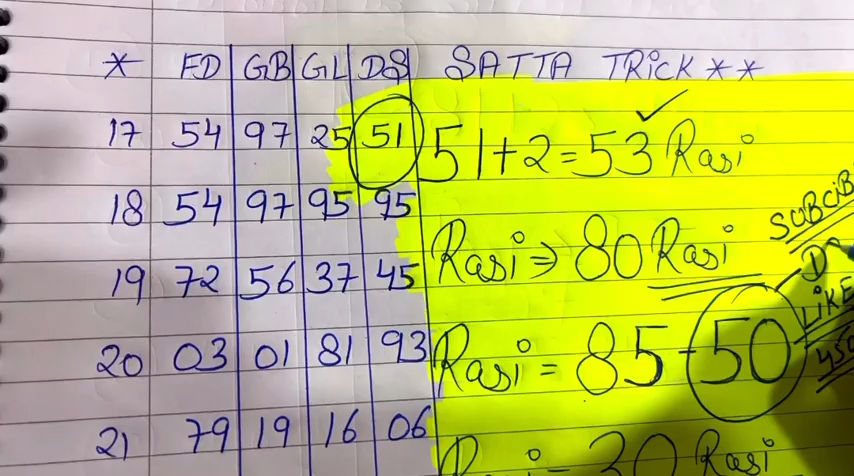 * FD GB GL DS SATTA TRICK **
17 54 97 25 51 51+2=53 Rasi
18 54 97 95 95
SUBCIB
Rasi => 80 Rasi
19 72 56 37 45
LIKE
20 03 01 81 93 Rasi = 85-50
21 79 19 16 06
30 Rasi